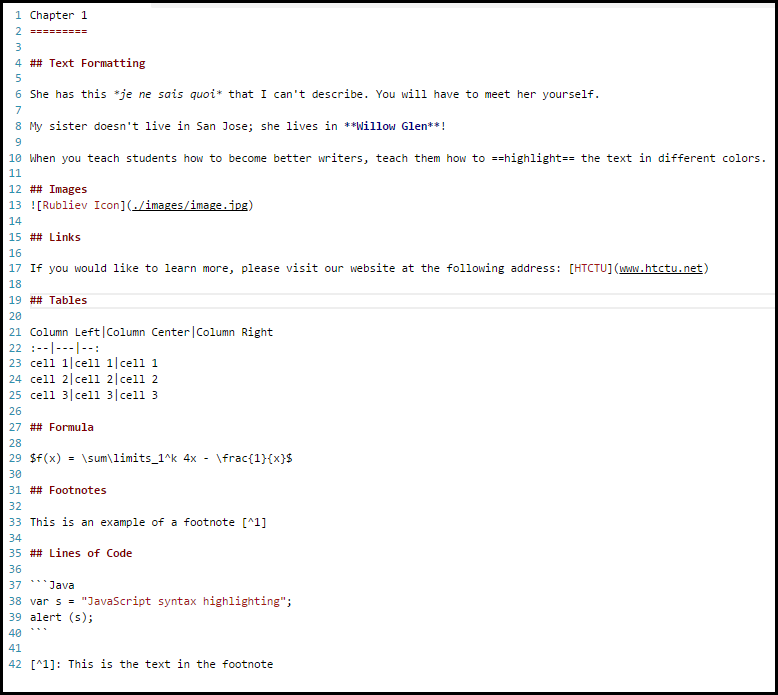 1 Chapter 1
2 =========
3
4 ## Text Formatting
5
6 She has this *je ne sais quoi* that I can't describe. You will have to meet her yourself.
7
8 My sister doesn't live in San Jose; she lives in **Willow Glen**!
9
10 When you teach students how to become better writers, teach them how to ==highlight== the text in different colors.
11
12 ## Images
13 ![Rubliev Icon](./images/image.jpg)
14
15 ## Links
16
17 If you would like to learn more, please visit our website at the following address: [HTCTU](www.htctu.net)
18
19 ## Tables
20
21 Column Left|Column Center|Column Right
22 :--|---|--:
23 cell 1|cell 1|cell 1
24 cell 2|cell 2|cell 2
25 cell 3|cell 3|cell 3
26
27 ## Formula
28
29 $f(x) = \sum\limits_1^k 4x - \frac{1}{x}$
30
31 ## Footnotes
32
33 This is an example of a footnote [^1]
34
35 ## Lines of Code
36
37 ```Java
38 var s = "JavaScript syntax highlighting";
39 alert (s);
40 ```
41
42 [^1]: This is the text in the footnote